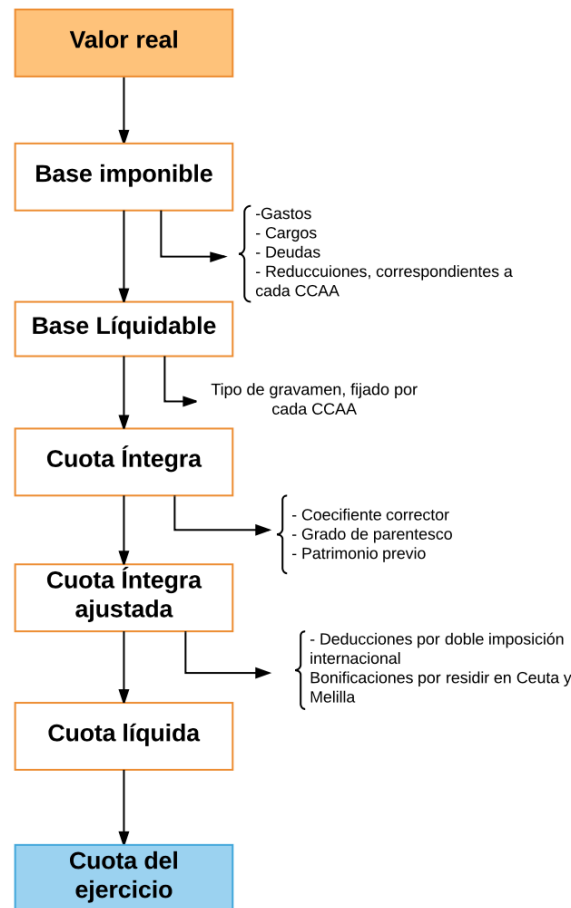 Valor real
Base imponible
-Gastos
- Cargos
- Deudas
- Reduccuiones, correspondientes a
cada CCAA
Base Líquidable
Tipo de gravamen, fijado por
cada CCAA
Cuota Íntegra
- Coecifiente corrector
- Grado de parentesco
- Patrimonio previo
Cuota Íntegra
ajustada
- Deducciones por doble imposición
internacional
Bonificaciones por residir en Ceuta y
Melilla
Cuota líquida
Cuota del
ejercicio